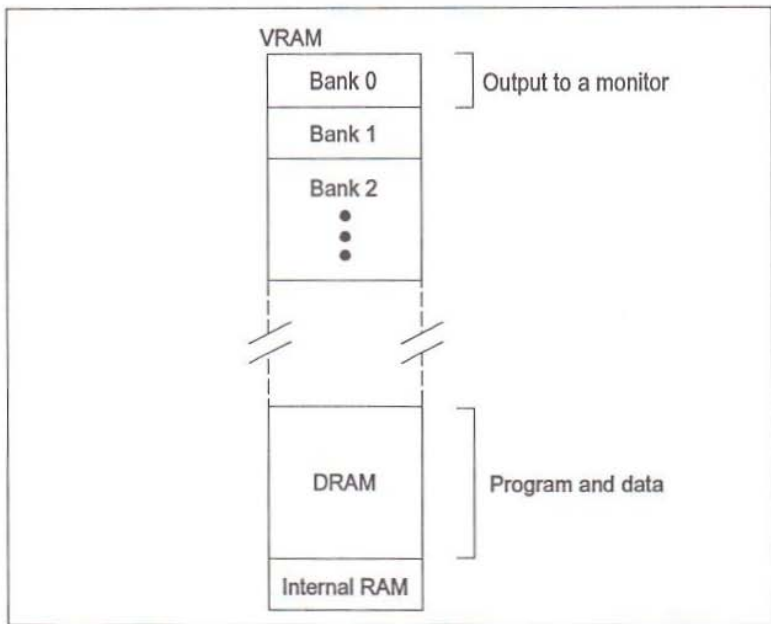 VRAM
Bank 0
Output to a monitor
Bank 1
Bank 2
DRAM
Program and data
Internal RAM